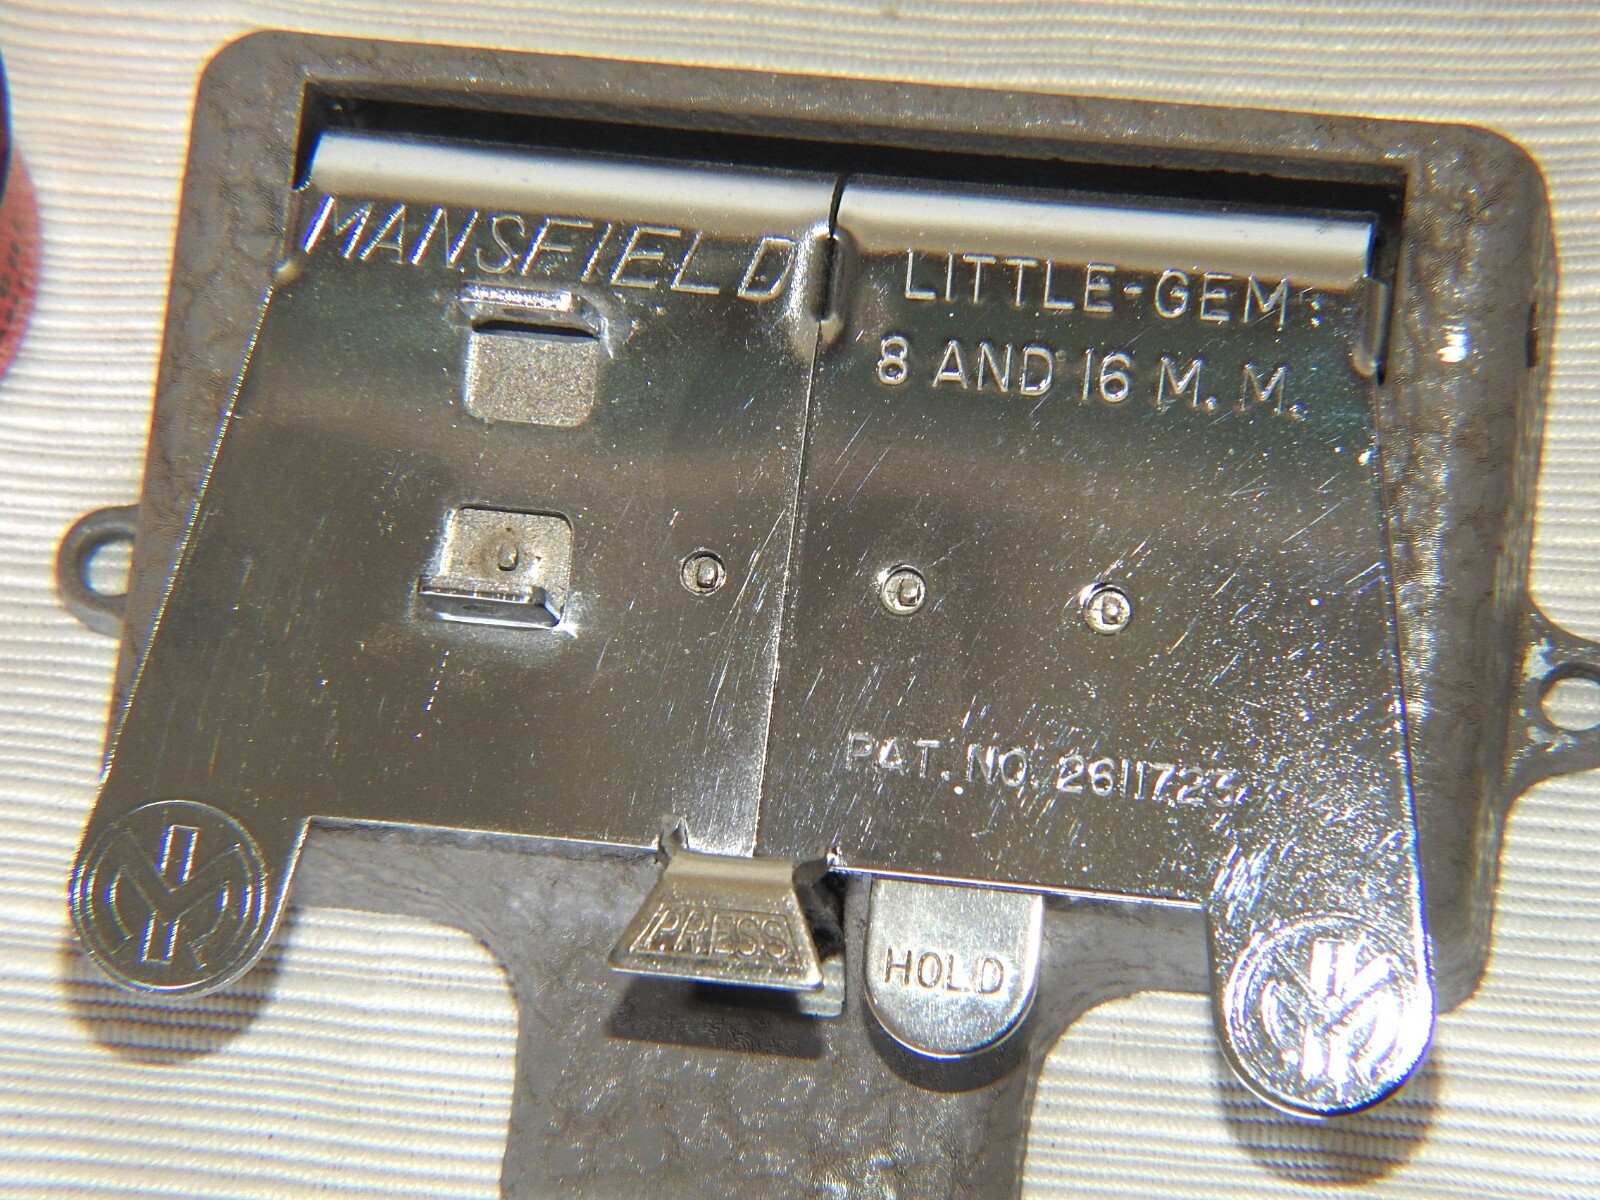 MANSFIELD
LITTLE-GEM
8 AND 16 M.M.
PAT. NO. 2611723
PRESS
HOLD